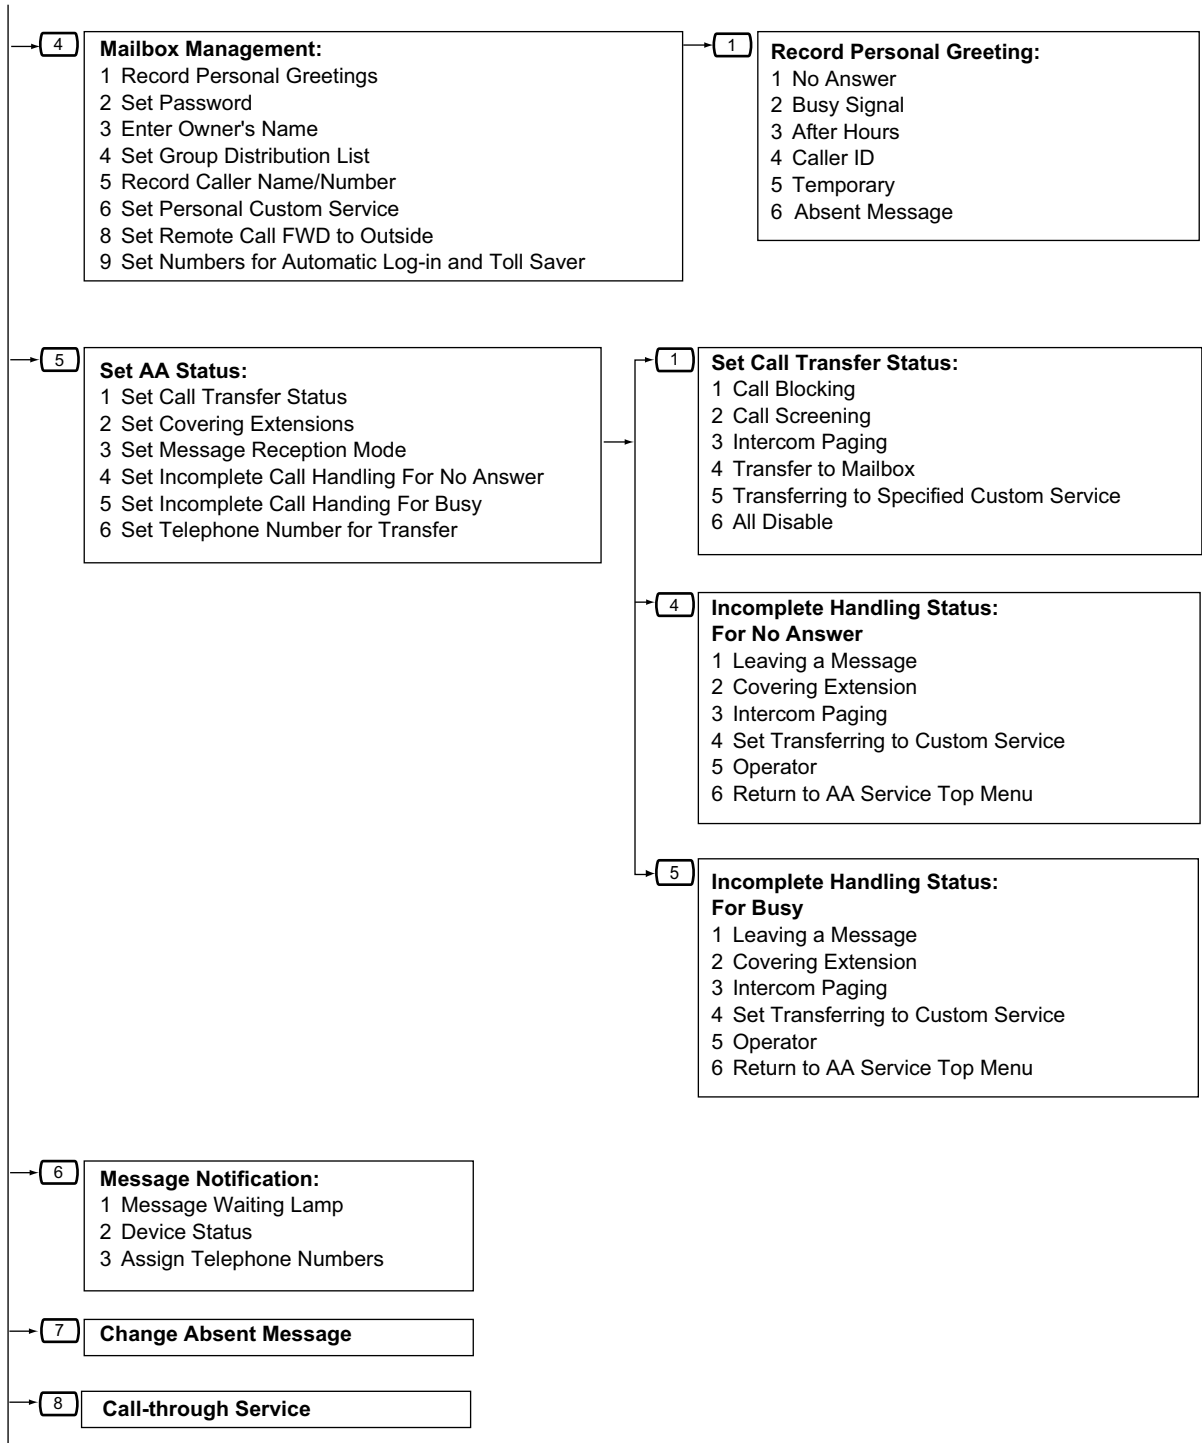 4
Mailbox Management:
1 Record Personal Greetings
2 Set Password
3 Enter Owner's Name
4 Set Group Distribution List
5 Record Caller Name/Number
6 Set Personal Custom Service
8 Set Remote Call FWD to Outside
9 Set Numbers for Automatic Log-in and Toll Saver
1
Record Personal Greeting:
1 No Answer
2 Busy Signal
3 After Hours
4 Caller ID
5 Temporary
6 Absent Message
5
Set AA Status:
1 Set Call Transfer Status
2 Set Covering Extensions
3 Set Message Reception Mode
4 Set Incomplete Call Handling For No Answer
5 Set Incomplete Call Handing For Busy
6 Set Telephone Number for Transfer
1
Set Call Transfer Status:
1 Call Blocking
2 Call Screening
3 Intercom Paging
4 Transfer to Mailbox
5 Transferring to Specified Custom Service
6 All Disable
4
Incomplete Handling Status:
For No Answer
1 Leaving a Message
2 Covering Extension
3 Intercom Paging
4 Set Transferring to Custom Service
5 Operator
6 Return to AA Service Top Menu
5
Incomplete Handling Status:
For Busy
1 Leaving a Message
2 Covering Extension
3 Intercom Paging
4 Set Transferring to Custom Service
5 Operator
6 Return to AA Service Top Menu
6
Message Notification:
1 Message Waiting Lamp
2 Device Status
3 Assign Telephone Numbers
7
Change Absent Message
8
Call-through Service